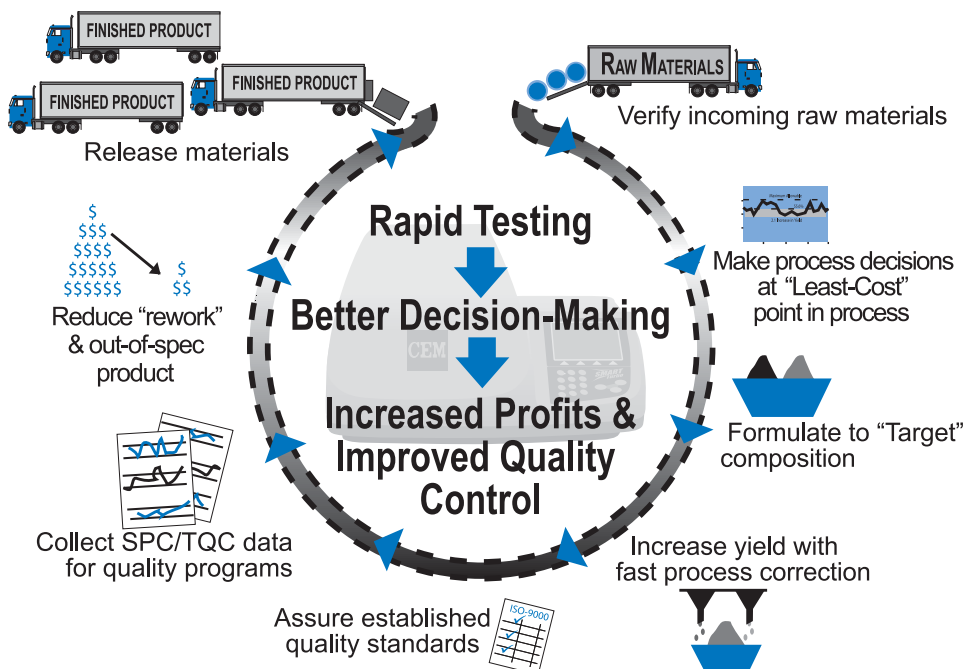 FINISHED PRODUCT
FINISHED PRODUCT
FINISHED PRODUCT
Release materials
RAW MATERIALS
Verify incoming raw materials
Make process decisions
at “Least-Cost”
point in process
Formulate to “Target”
composition
Increase yield with
fast process correction
ISO-9000
Assure established
quality standards
Collect SPC/TQC data
for quality programs
$
$$$
$$$$
$$$$$
$$$$$$
$
$$
Reduce “rework”
& out-of-spec
product
Rapid Testing
Better Decision-Making
CEM
Increased Profits &
Improved Quality
Control